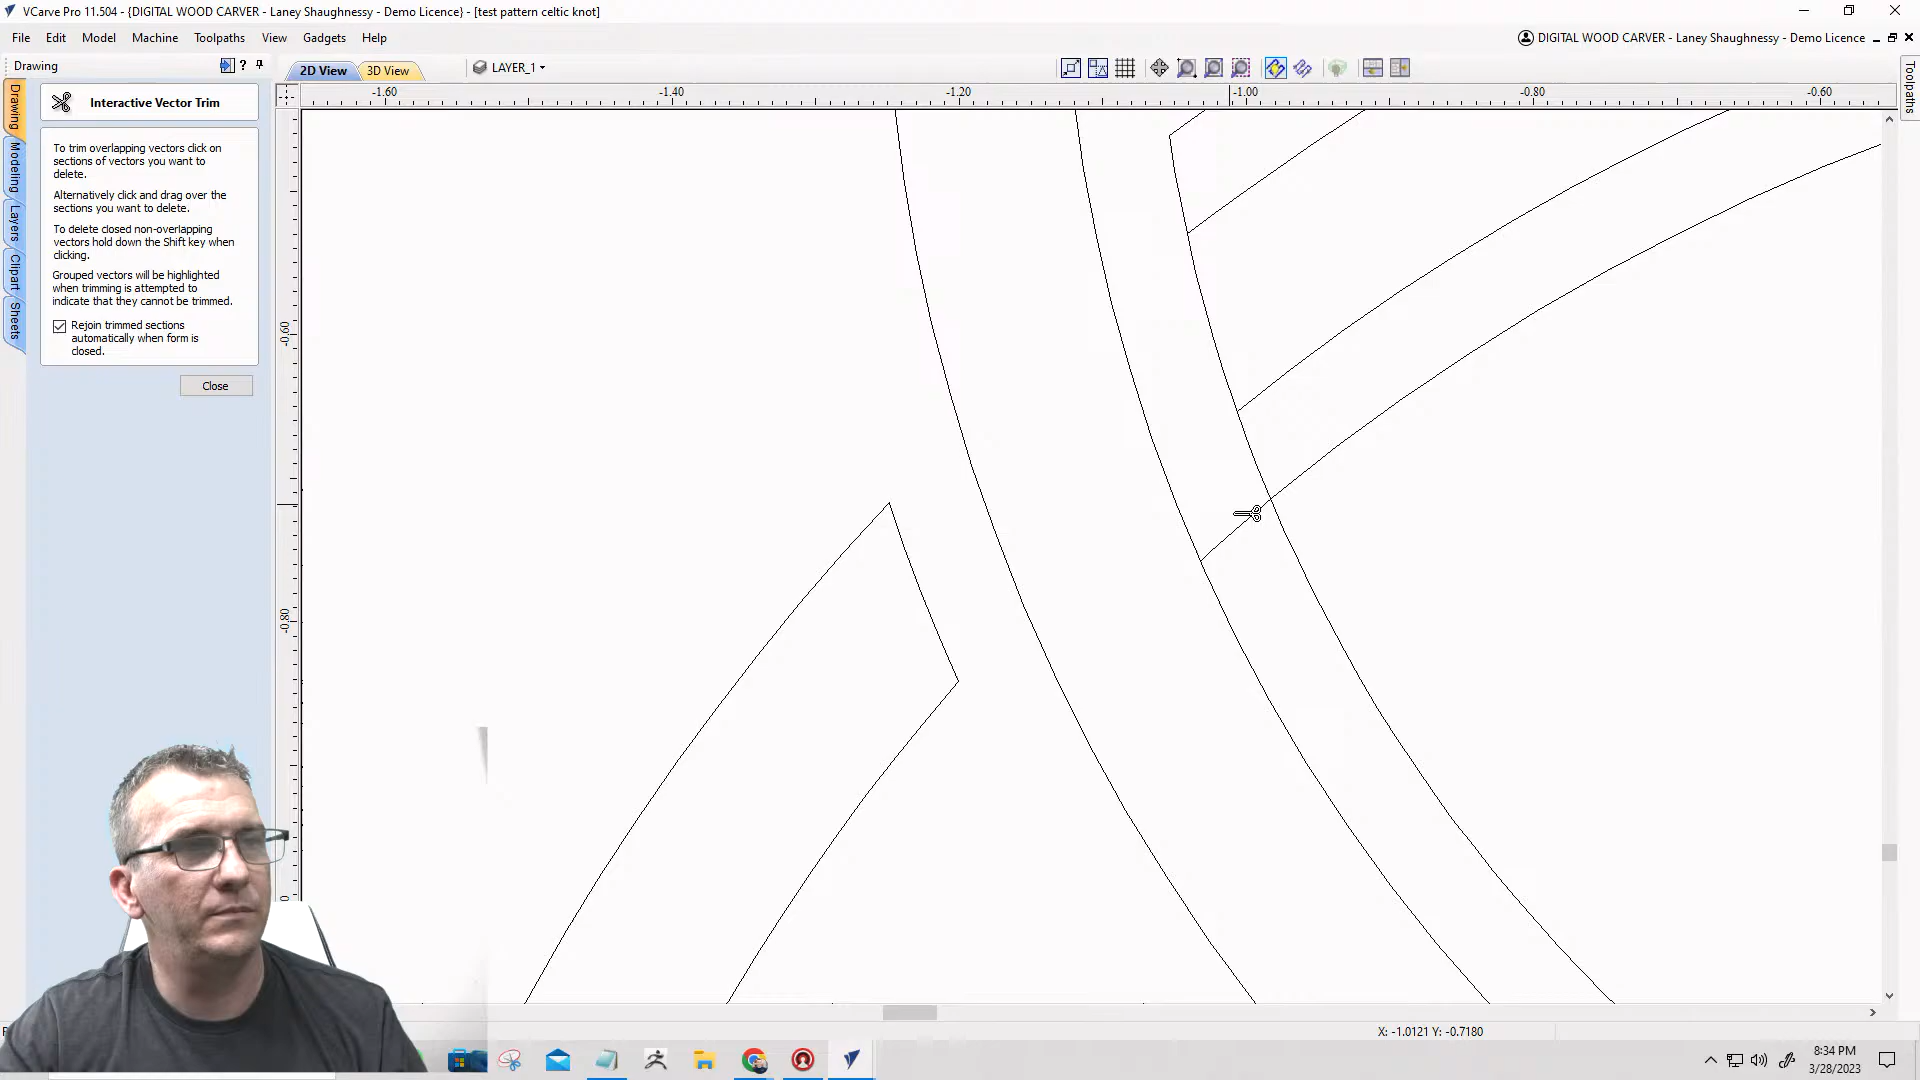 VCarve Pro 11.504 - {DIGITAL WOOD CARVER - Laney Shaughnessy - Demo Licence} - [test pattern celtic knot]
File Edit Model Machine Toolpaths View Gadgets Help
DIGITAL WOOD CARVER - Laney Shaughnessy - Demo Licence
Drawing
2D View 3D View LAYER_1
Toolpaths
-1.60 -1.40 -1.20 -1.00 -0.80 -0.60
Drawing
Modeling
Layers
Clipart
Sheets
Interactive Vector Trim
To trim overlapping vectors click on
sections of vectors you want to
delete.
Alternatively click and drag over the
sections you want to delete.
To delete closed non-overlapping
vectors hold down the Shift key when
clicking.
Grouped vectors will be highlighted
when trimming is attempted to
indicate that they cannot be trimmed.
Rejoin trimmed sections
automatically when form is
closed.
Close
-0.60
-0.80
X: -1.0121 Y: -0.7180
8:34 PM
3/28/2023